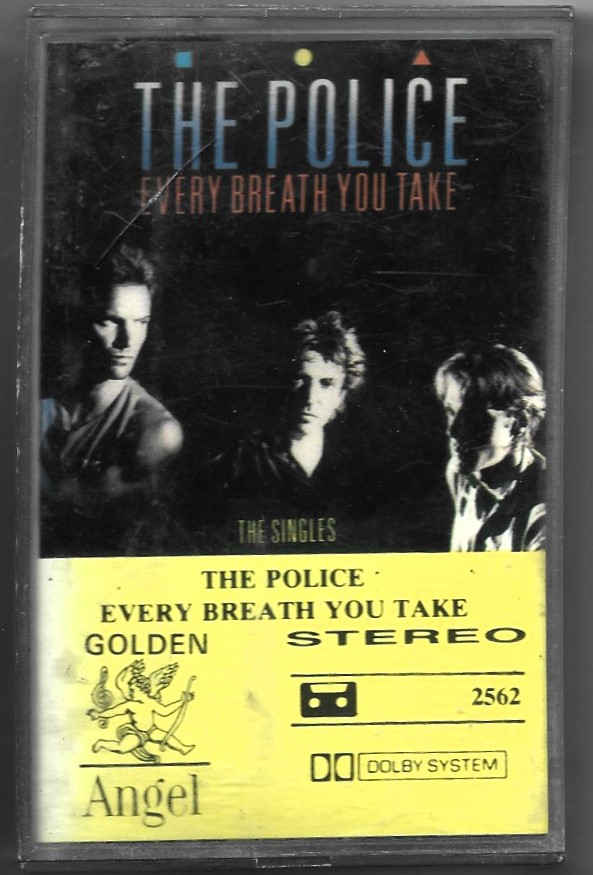 THE POLICE
EVERY BREATH YOU TAKE
THE SINGLES
THE POLICE
EVERY BREATH YOU TAKE
GOLDEN
STEREO
2562
DOLBY SYSTEM
Angel